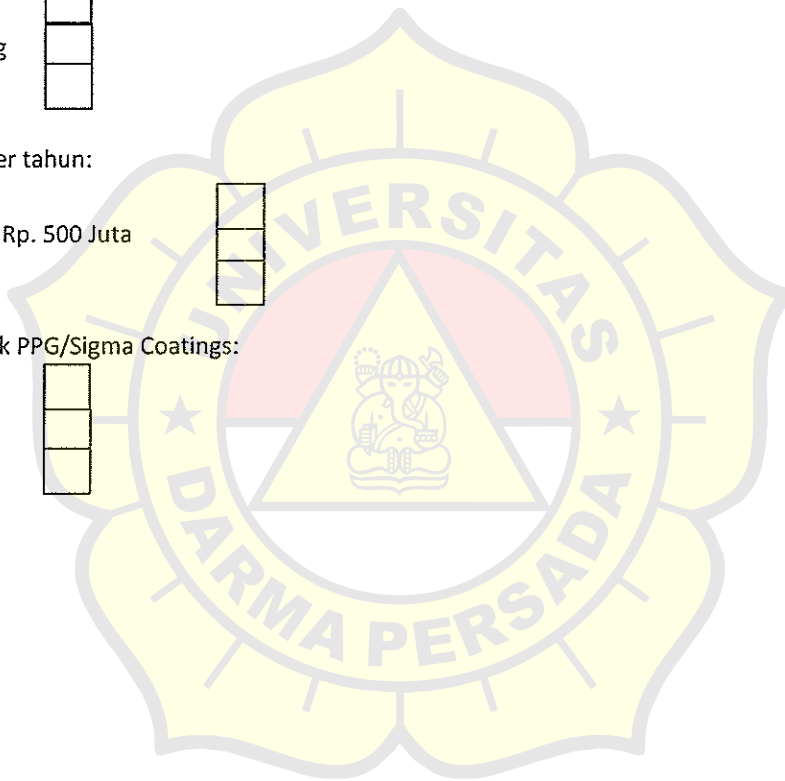 g
er tahun:
Rp. 500 Juta
k PPG/Sigma Coatings:
UNIVERSITAS
DARMA PERSADA